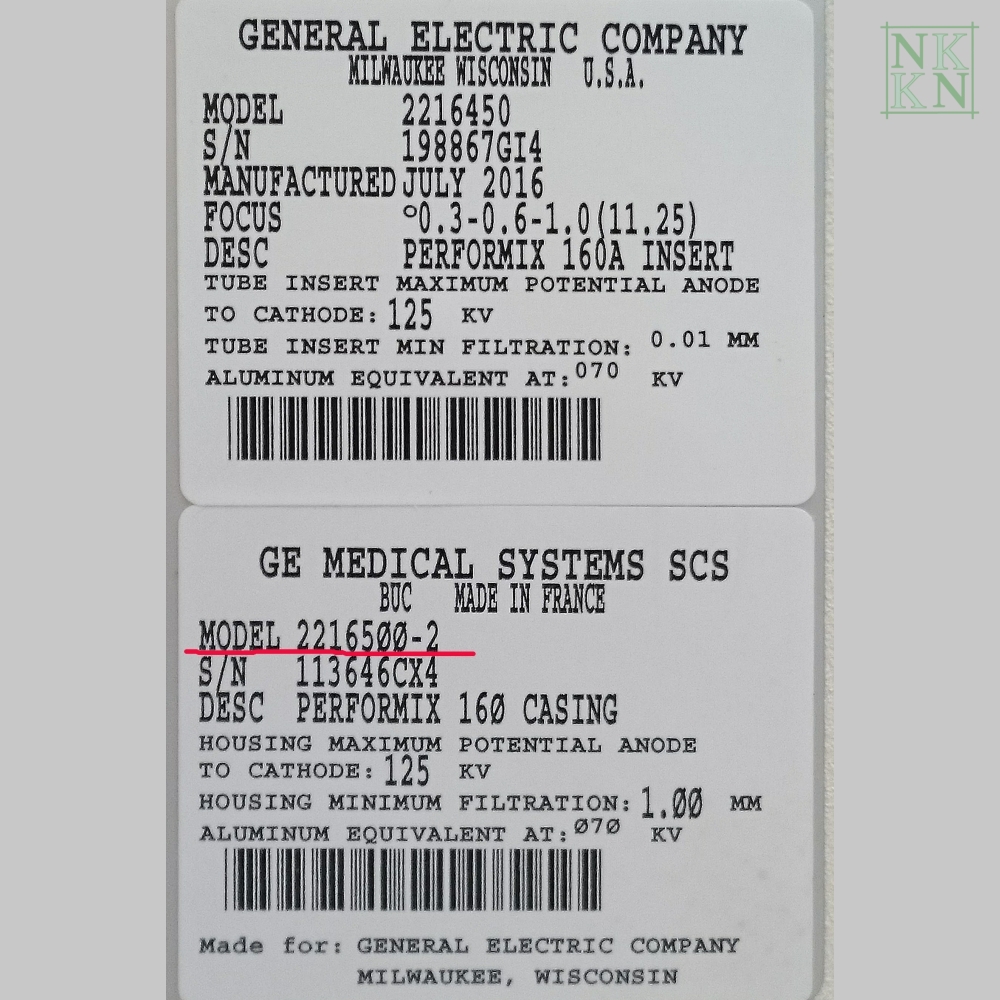 GENERAL ELECTRIC COMPANY
MILWAUKEE WISCONSIN U.S.A.
MODEL 2216450
S/N 198867GI4
MANUFACTURED JULY 2016
FOCUS °0.3-0.6-1.0(11.25)
DESC PERFORMIX 160A INSERT
TUBE INSERT MAXIMUM POTENTIAL ANODE
TO CATHODE: 125 KV
TUBE INSERT MIN FILTRATION: 0.01 MM
ALUMINUM EQUIVALENT AT: 070 KV
GE MEDICAL SYSTEMS SCS
BUC MADE IN FRANCE
MODEL 22165ØØ-2
S/N 113646CX4
DESC PERFORMIX 16Ø CASING
HOUSING MAXIMUM POTENTIAL ANODE
TO CATHODE: 125 KV
HOUSING MINIMUM FILTRATION: 1.ØØ MM
ALUMINUM EQUIVALENT AT: Ø7Ø KV
Made for: GENERAL ELECTRIC COMPANY
MILWAUKEE, WISCONSIN
NK
KN